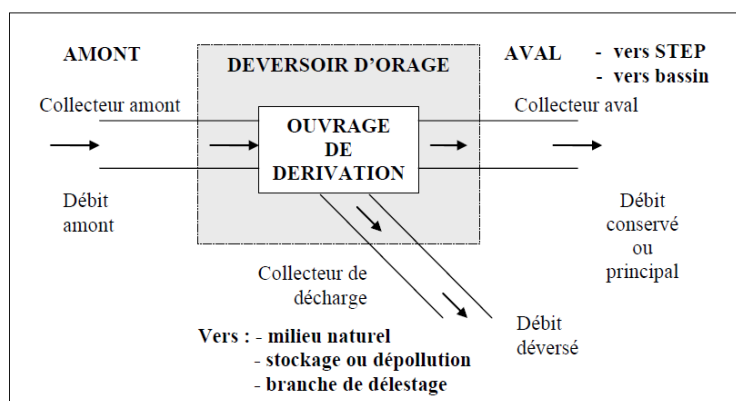 AMONT
DEVERSOIR D'ORAGE
AVAL
- vers STEP
- vers bassin
Collecteur amont
Collecteur aval
OUVRAGE
DE
DERIVATION
Débit
amont
Débit
conservé
ou
principal
Collecteur de
décharge
Débit
déversé
Vers : - milieu naturel
- stockage ou dépollution
- branche de délestage